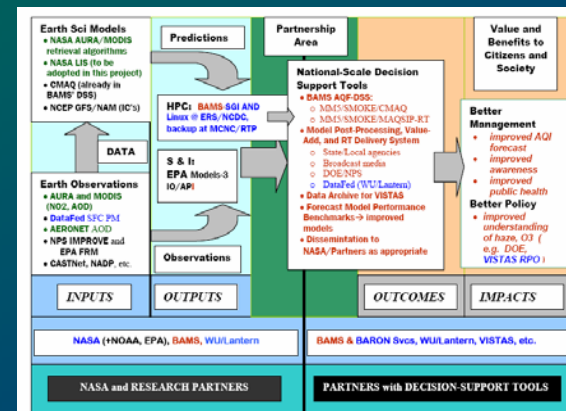 Earth Sci Models
• NASA AURA/MODIS
retrieval algorithms
• NASA LIS (to be
adopted in this project)
• CMAQ (already in
BAMS' DSS)
• NCEP GFS/NAM (IC's)
DATA
Earth Observations
• AURA and MODIS
(NO2, AOD)
• DataFed SFC PM
• AERONET AOD
• NPS IMPROVE and
EPA FRM
• CASTNet, NADP, etc.
Predictions
HPC: BAMS-SGI AND
Linux @ ERS/NCDC,
backup at MCNC/RTP
S & I:
EPA Models-3
IO/API
Observations
Partnership
Area
National-Scale Decision
Support Tools
• BAMS AQF-DSS:
o MM5/SMOKE/CMAQ
o MM5/SMOKE/MAQSIP-RT
• Model Post-Processing, Value-
Add, and RT Delivery System
o State/Local agencies
o Broadcast media
o DOE/NPS
o DataFed (WU/Lantern)
• Data Archive for VISTAS
• Forecast Model Performance
Benchmarks→ improved
models
• Dissemintation to
NASA/Partners as appropriate
Value and
Benefits to
Citizens and
Society
Better
Management
• improved AQI
forecast
• improved
awareness
• improved
public health
Better Policy
• improved
understanding
of haze, O3 (
e.g. DOE,
VISTAS RPO )
INPUTS
OUTPUTS
OUTCOMES
IMPACTS
NASA (+NOAA, EPA), BAMS, WU/Lantern
BAMS & BARON Svcs, WU/Lantern, VISTAS, etc.
NASA and RESEARCH PARTNERS
PARTNERS with DECISION-SUPPORT TOOLS